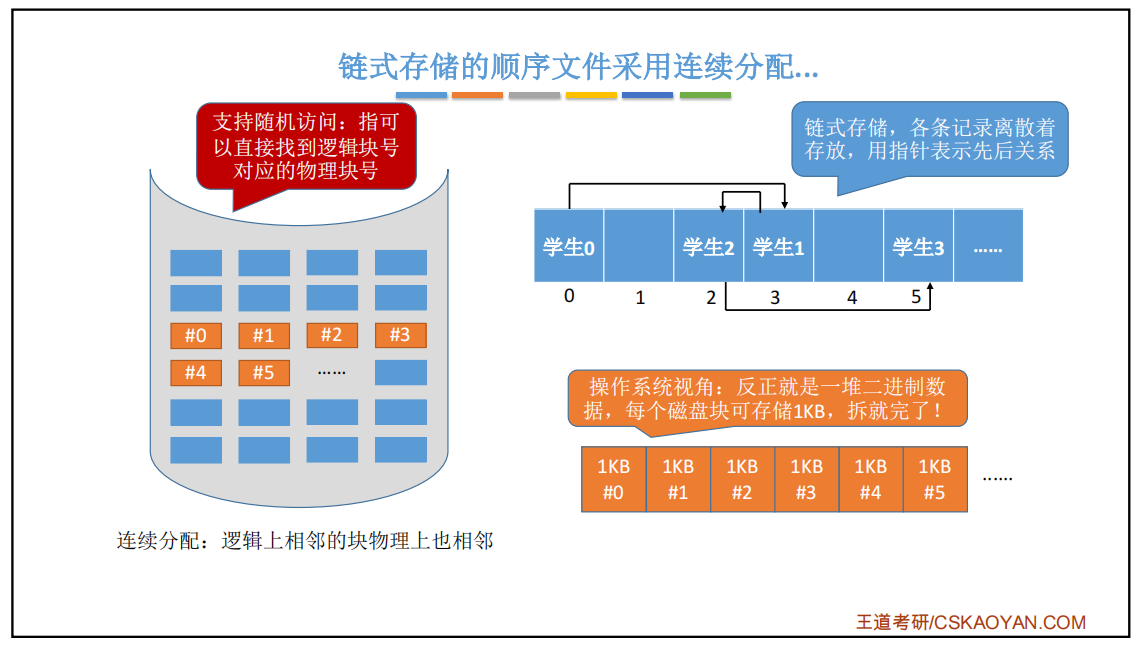 链式存储的顺序文件采用连续分配...
支持随机访问：指可
以直接找到逻辑块号
对应的物理块号
链式存储，各条记录离散着
存放，用指针表示先后关系
学生0 学生2 学生1 学生3 ……
0 1 2 3 4 5
#0 #1 #2 #3
#4 #5 ……
操作系统视角：反正就是一堆二进制数
据，每个磁盘块可存储1KB，拆就完了！
1KB 1KB 1KB 1KB 1KB 1KB
#0 #1 #2 #3 #4 #5 ……
连续分配：逻辑上相邻的块物理上也相邻
王道考研/CSKAOYAN.COM